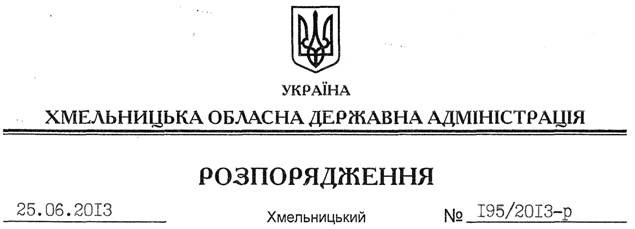 УКРАЇНА
ХМЕЛЬНИЦЬКА ОБЛАСНА ДЕРЖАВНА АДМІНІСТРАЦІЯ
РОЗПОРЯДЖЕННЯ
25.06.2013 Хмельницький № 195/2013-р